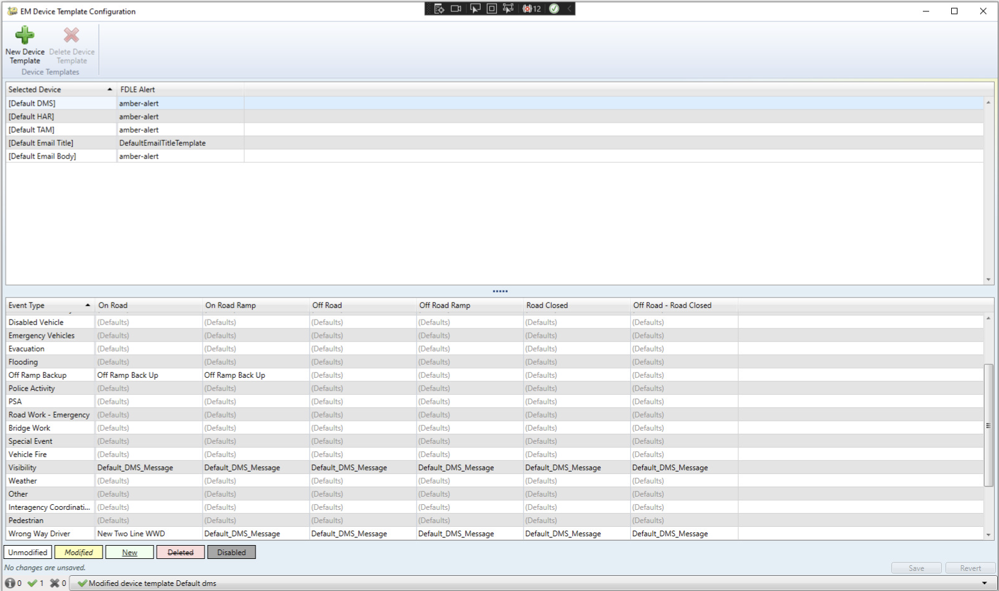 EM Device Template Configuration
12
New Device Template
Delete Device Template
Device Templates
Selected Device FDLE Alert
[Default DMS] amber-alert
[Default HAR] amber-alert
[Default TAM] amber-alert
[Default Email Title] DefaultEmailTitleTemplate
[Default Email Body] amber-alert
Event Type On Road On Road Ramp Off Road Off Road Ramp Road Closed Off Road - Road Closed
Disabled Vehicle (Defaults) (Defaults) (Defaults) (Defaults) (Defaults) (Defaults)
Emergency Vehicles (Defaults) (Defaults) (Defaults) (Defaults) (Defaults) (Defaults)
Evacuation (Defaults) (Defaults) (Defaults) (Defaults) (Defaults) (Defaults)
Flooding (Defaults) (Defaults) (Defaults) (Defaults) (Defaults) (Defaults)
Off Ramp Backup Off Ramp Back Up Off Ramp Back Up (Defaults) (Defaults) (Defaults) (Defaults)
Police Activity (Defaults) (Defaults) (Defaults) (Defaults) (Defaults) (Defaults)
PSA (Defaults) (Defaults) (Defaults) (Defaults) (Defaults) (Defaults)
Road Work - Emergency (Defaults) (Defaults) (Defaults) (Defaults) (Defaults) (Defaults)
Bridge Work (Defaults) (Defaults) (Defaults) (Defaults) (Defaults) (Defaults)
Special Event (Defaults) (Defaults) (Defaults) (Defaults) (Defaults) (Defaults)
Vehicle Fire (Defaults) (Defaults) (Defaults) (Defaults) (Defaults) (Defaults)
Visibility Default_DMS_Message Default_DMS_Message Default_DMS_Message Default_DMS_Message Default_DMS_Message Default_DMS_Message
Weather (Defaults) (Defaults) (Defaults) (Defaults) (Defaults) (Defaults)
Other (Defaults) (Defaults) (Defaults) (Defaults) (Defaults) (Defaults)
Interagency Coordinati... (Defaults) (Defaults) (Defaults) (Defaults) (Defaults) (Defaults)
Pedestrian (Defaults) (Defaults) (Defaults) (Defaults) (Defaults) (Defaults)
Wrong Way Driver New Two Line WWD Default_DMS_Message Default_DMS_Message Default_DMS_Message Default_DMS_Message Default_DMS_Message
Unmodified Modified New Deleted Disabled
No changes are unsaved. Save Revert
0 1 0 Modified device template Default dms